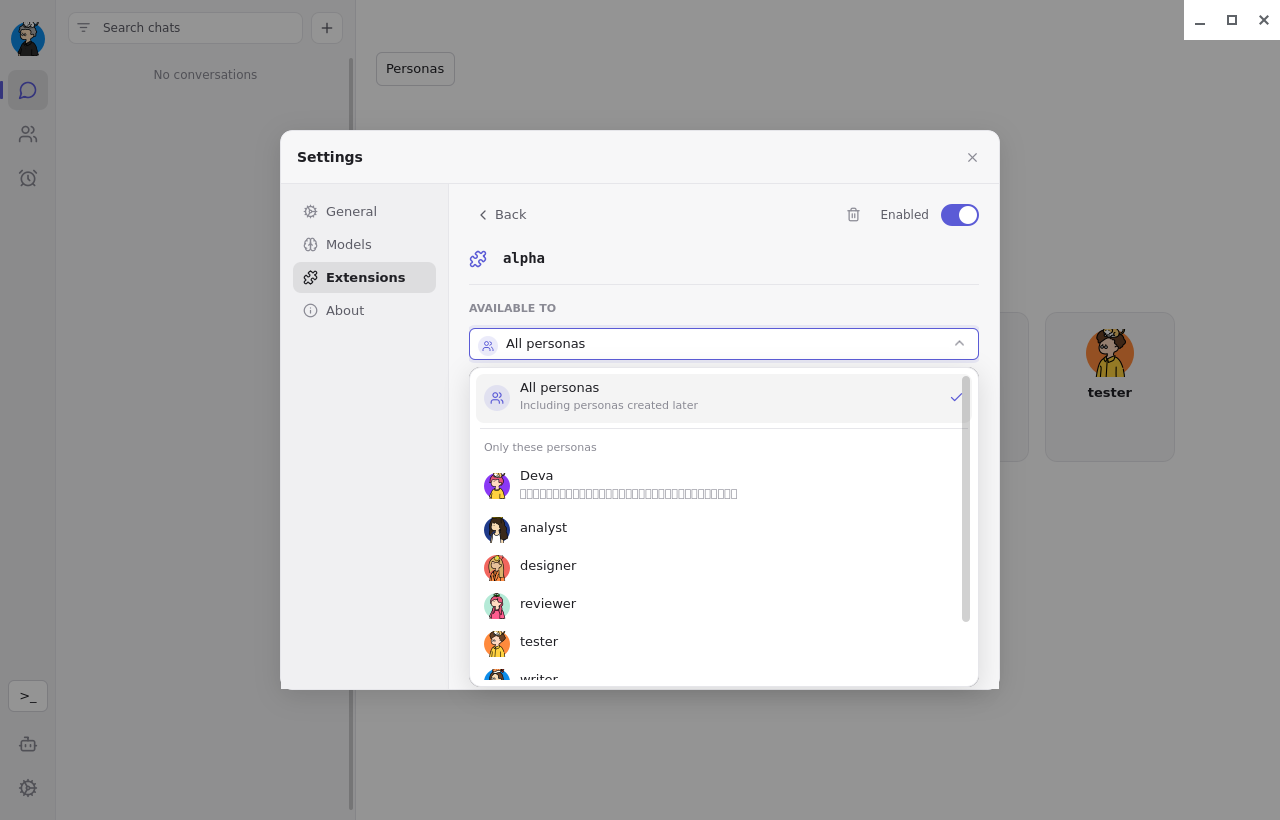 Search chats
No conversations
Personas
Settings
General
Models
Extensions
About
Back
Enabled
alpha
AVAILABLE TO
All personas
All personas
Including personas created later
Only these personas
Deva
analyst
designer
reviewer
tester
writer
tester
>_